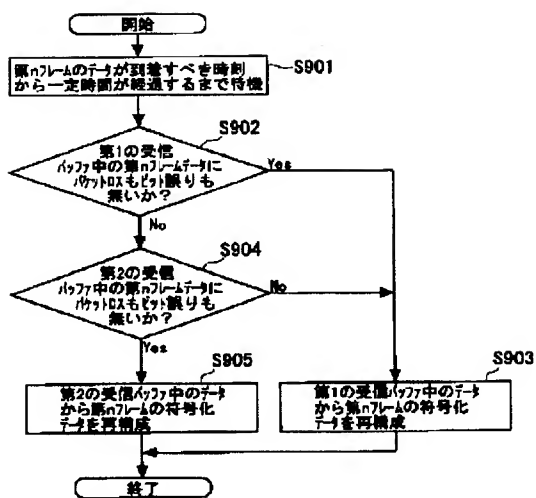 開始
第nフレームのデータが到着すべき時刻
から一定時間が経過するまで待機
S901
S902
第1の受信
バッファ中の第nフレームデータに
パケットロスもビット誤りも
無いか?
Yes
No
S904
第2の受信
バッファ中の第nフレームデータに
パケットロスもビット誤りも
無いか?
No
Yes
S905
第2の受信バッファ中のデータ
から第nフレームの符号化
データを再構成
S903
第1の受信バッファ中のデータ
から第nフレームの符号化
データを再構成
終了